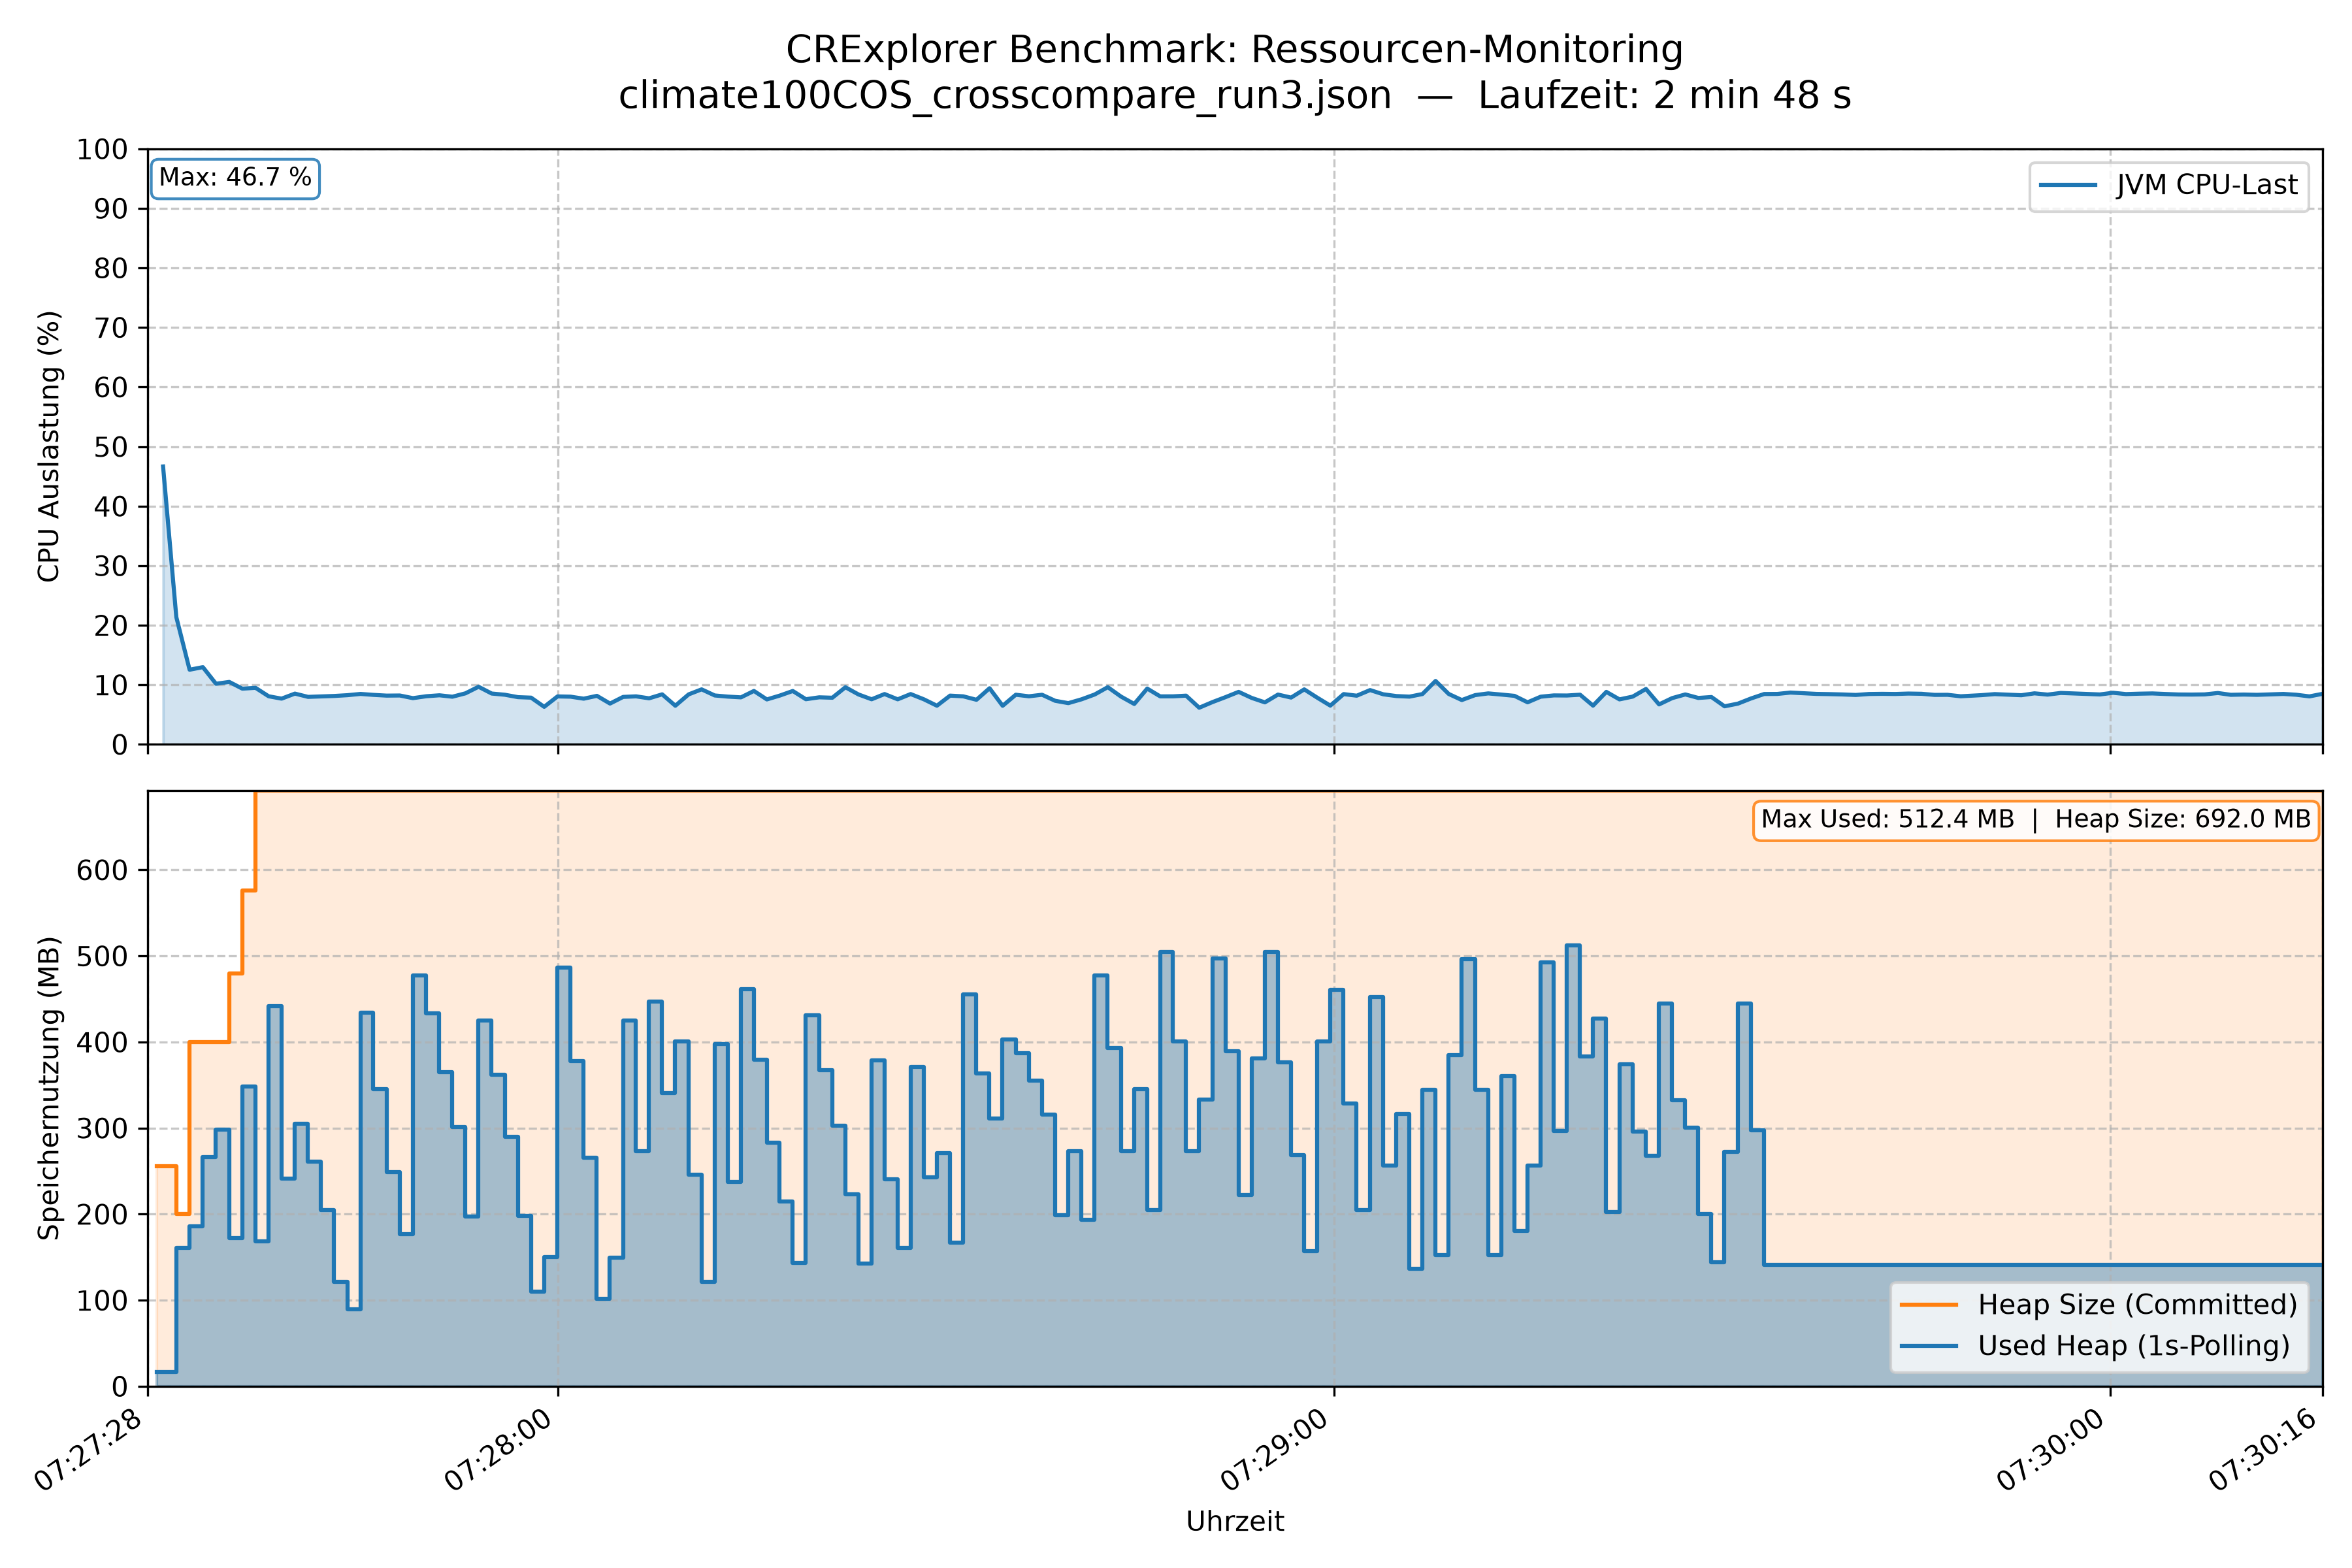 CRExplorer Benchmark: Ressourcen-Monitoring
climate100COS_crosscompare_run3.json — Laufzeit: 2 min 48 s
CPU Auslastung (%)
100
90
80
70
60
50
40
30
20
10
0
Max: 46.7 %
JVM CPU-Last
Speichernutzung (MB)
600
500
400
300
200
100
0
Max Used: 512.4 MB | Heap Size: 692.0 MB
Heap Size (Committed)
Used Heap (1s-Polling)
07:27:28
07:28:00
07:29:00
07:30:00
07:30:16
Uhrzeit